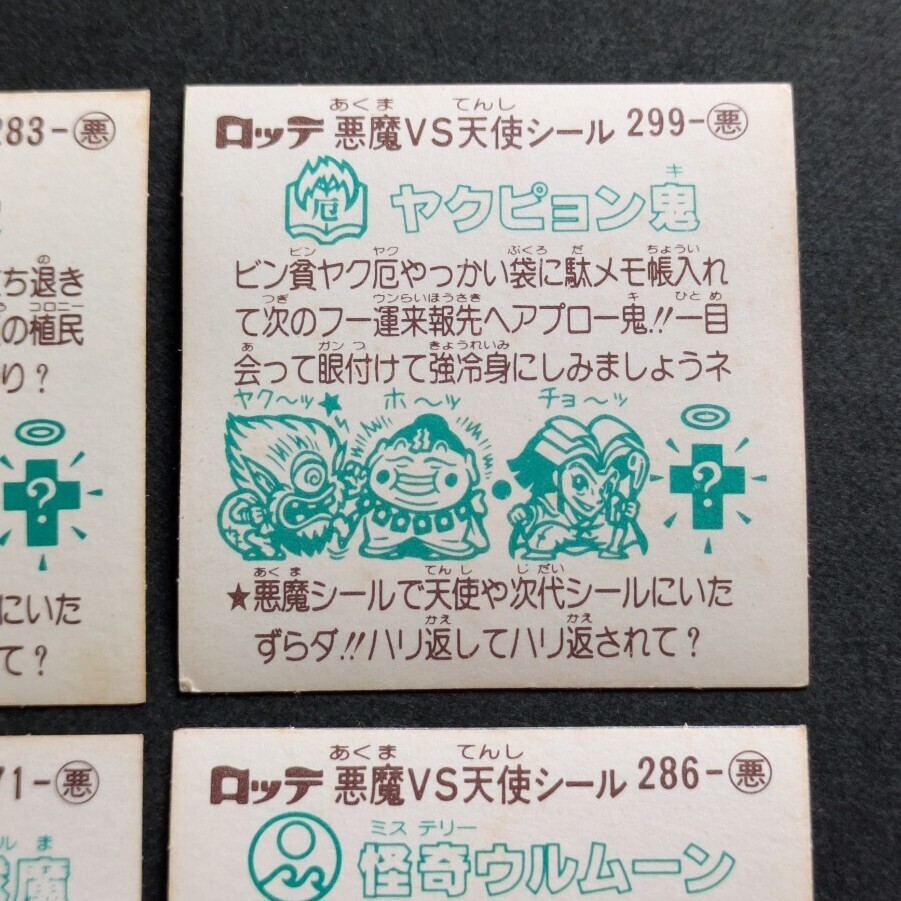 283-悪
ち退き
の植民
り?
?
にいた
て?
ロッテ 悪魔VS天使シール 299-悪
あくま てんし
厄
ヤクピョン鬼
キ
ビン ヤク ぶくろ だ ちょうい
ビン貧ヤク厄やっかい袋に駄メモ帳入れ
つぎ ウンらいほうさき キ ひとめ
て次のフー運来報先へアプロー鬼!!一目
あ ガンつ きょうれいみ
会って眼付けて強冷身にしみましょうネ
ヤク〜ッ★ ホ〜ッ チョ〜ッ
?
あくま てんし じだい
★悪魔シールで天使や次代シールにいた
かえ かえ
ずらダ!!ハリ返してハリ返されて?
71-悪
魔
あくま てんし
ロッテ 悪魔VS天使シール 286-悪
ミステリー
怪奇ウルムーン